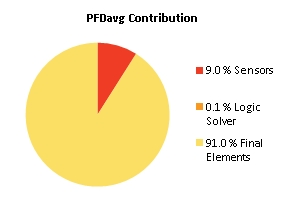 PFDavg Contribution
9.0 % Sensors
0.1 % Logic
Solver
91.0 % Final
Elements